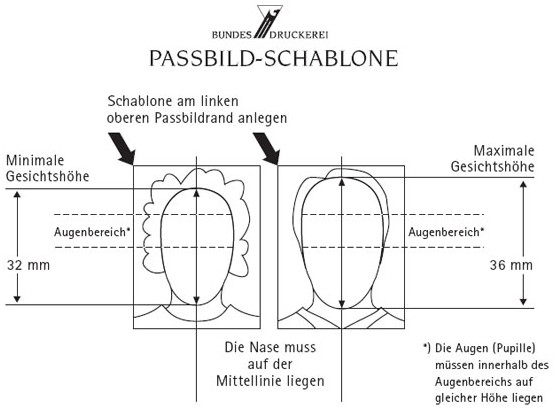 BUNDES DRUCKEREI
PASSBILD-SCHABLONE
Schablone am linken
oberen Passbildrand anlegen
Minimale
Gesichtshöhe
Maximale
Gesichtshöhe
Augenbereich*
Augenbereich*
32 mm
36 mm
Die Nase muss
auf der
Mittellinie liegen
*) Die Augen (Pupille)
müssen innerhalb des
Augenbereichs auf
gleicher Höhe liegen